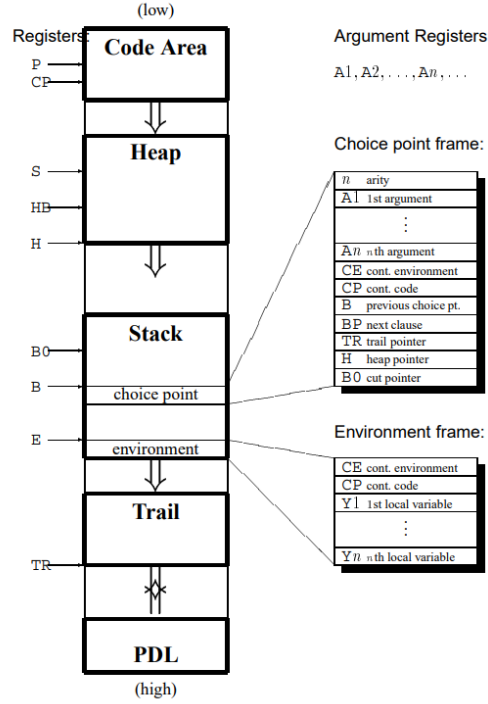 (low)
Registers:
Code Area
P
CP
Heap
S
HB
H
Stack
B0
B
choice point
E
environment
Trail
TR
PDL
(high)
Argument Registers
A1, A2, . . . , An, . . .
Choice point frame:
n arity
A1 1st argument
⋮
An nth argument
CE cont. environment
CP cont. code
B previous choice pt.
BP next clause
TR trail pointer
H heap pointer
B0 cut pointer
Environment frame:
CE cont. environment
CP cont. code
Y1 1st local variable
⋮
Yn nth local variable